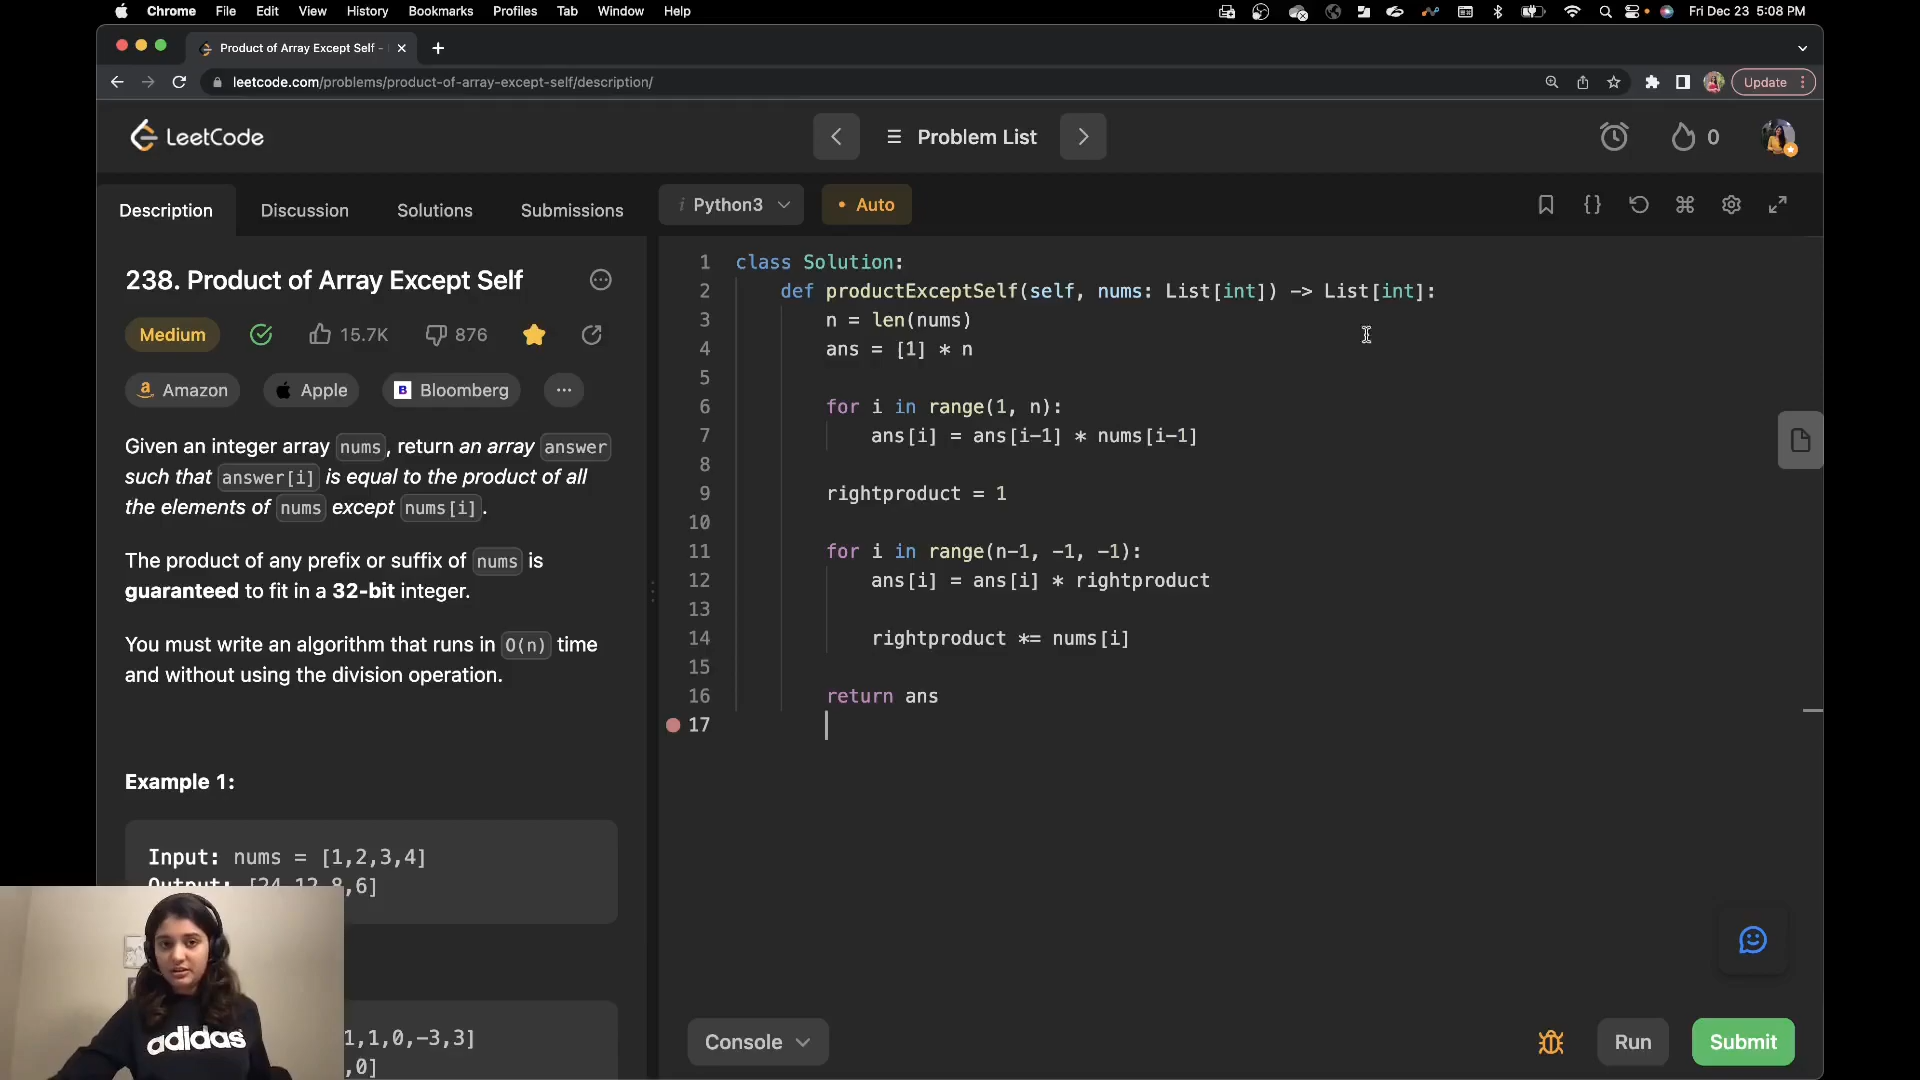 Chrome File Edit View History Bookmarks Profiles Tab Window Help
Fri Dec 23 5:08 PM
Product of Array Except Self -
leetcode.com/problems/product-of-array-except-self/description/
Update
LeetCode
Problem List
0
Description Discussion Solutions Submissions
i Python3
• Auto
238. Product of Array Except Self
Medium 15.7K 876
Amazon Apple B Bloomberg ...
Given an integer array nums, return an array answer
such that answer[i] is equal to the product of all
the elements of nums except nums[i].
The product of any prefix or suffix of nums is
guaranteed to fit in a 32-bit integer.
You must write an algorithm that runs in O(n) time
and without using the division operation.
Example 1:
Input: nums = [1,2,3,4]
Output: [24,12,8,6]
1,1,0,-3,3]
,0]
adidas
1 class Solution:
2 def productExceptSelf(self, nums: List[int]) -> List[int]:
3 n = len(nums)
4 ans = [1] * n
5
6 for i in range(1, n):
7 ans[i] = ans[i-1] * nums[i-1]
8
9 rightproduct = 1
10
11 for i in range(n-1, -1, -1):
12 ans[i] = ans[i] * rightproduct
13
14 rightproduct *= nums[i]
15
16 return ans
17
Console
Run
Submit